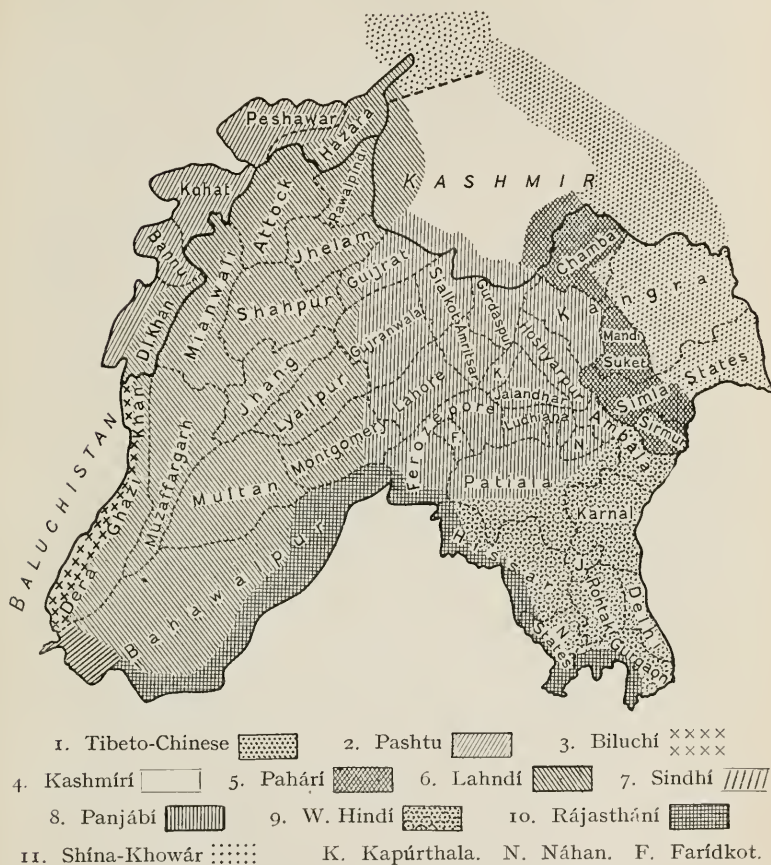 Peshawar
Hazara
Kohat
Attock
Rawalpindi
KASHMIR
Bannu
Mianwali
Jhelam
Gujrat
Chamba
Kangra
D.I. Khan
Shahpur
Gujranwala
Sialkot
Amritsar
Gurdaspur
Hoshyarpur
Mandi
Suket
Simla States
Sirmur
Jhang
Lyallpur
Lahore
K.
Jalandhar
Ludhiana
Ambala
BALUCHISTAN
Dera Ghazi Khan
Muzaffargarh
Multan
Montgomery
Ferozepore
F.
N.
Patiala
Karnal
Bahawalpur
Hissar
J.
Rohtak
Delhi
N.
States
Gurgaon
1. Tibeto-Chinese 2. Pashtu 3. Biluchí
4. Kashmírí 5. Pahárí 6. Lahndí 7. Sindhí
8. Panjábí 9. W. Hindí 10. Rájasthání
11. Shína-Khowár K. Kapúrthala. N. Náhan. F. Farídkot.